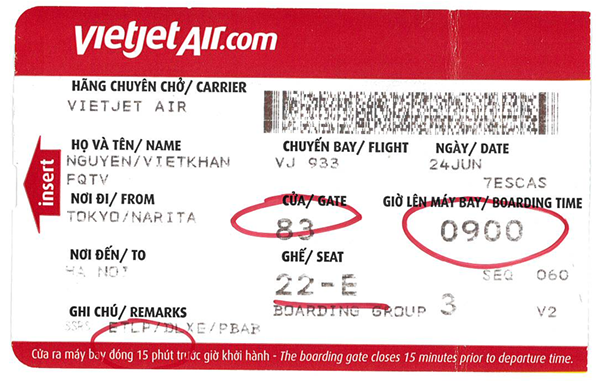 vietjetAir.com
HÃNG CHUYÊN CHỞ/ CARRIER
VIETJET AIR
HỌ VÀ TÊN/ NAME
NGUYEN/VIETKHAN
FQTV
CHUYẾN BAY/ FLIGHT
VJ 933
NGÀY/ DATE
24JUN
7ESCAS
NƠI ĐI/ FROM
TOKYO/NARITA
CỬA/ GATE
83
GIỜ LÊN MÁY BAY/ BOARDING TIME
0900
NƠI ĐẾN/ TO
HA NOI
GHẾ/ SEAT
22-E
SEQ 060
BOARDING GROUP 3
V2
GHI CHÚ/ REMARKS
SSRS ETLP/DLXE/PBAB
insert
Cửa ra máy bay đóng 15 phút trước giờ khởi hành - The boarding gate closes 15 minutes prior to departure time.